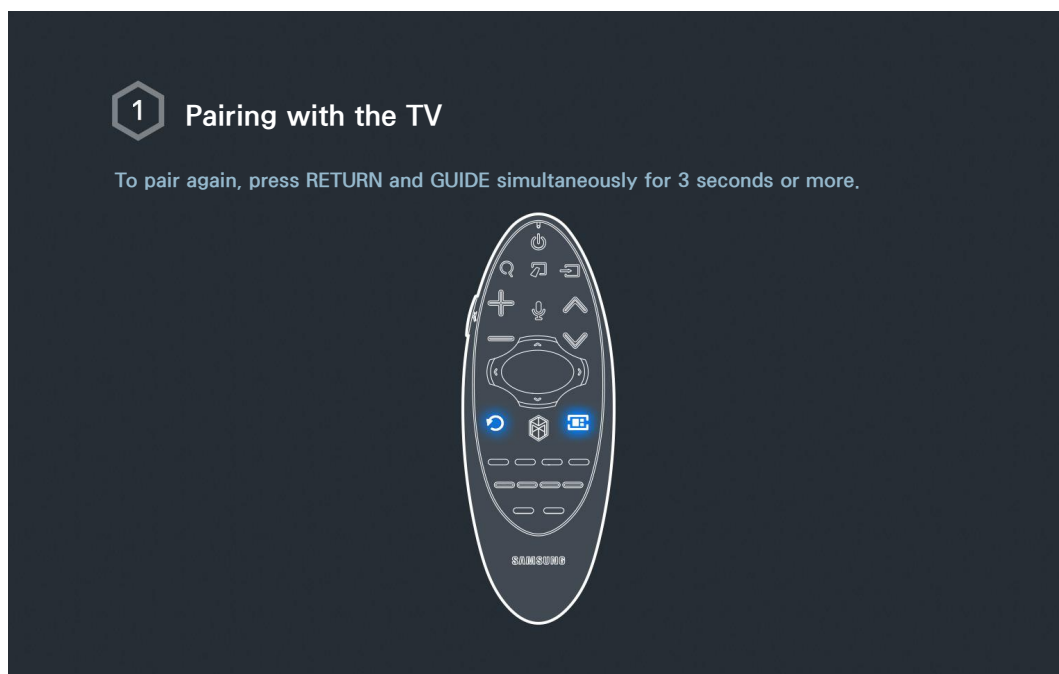 1
Pairing with the TV
To pair again, press RETURN and GUIDE simultaneously for 3 seconds or more.
SAMSUNG